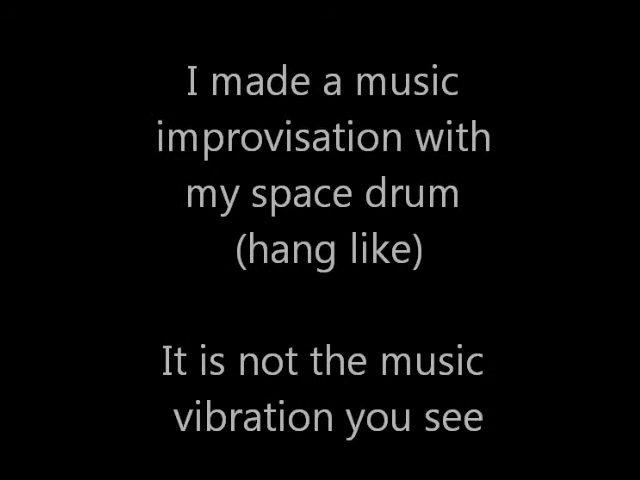 I made a music
improvisation with
my space drum
(hang like)
It is not the music
vibration you see